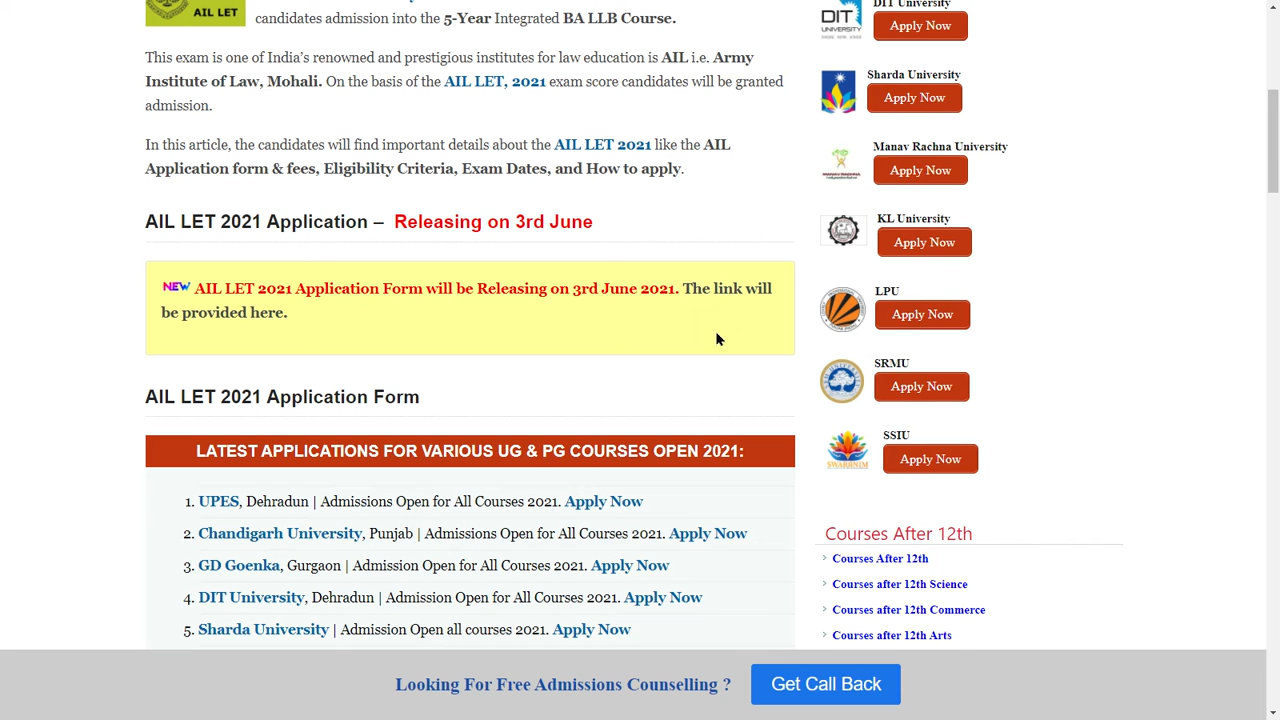 AIL LET
candidates admission into the 5-Year Integrated BA LLB Course.
This exam is one of India's renowned and prestigious institutes for law education is AIL i.e. Army
Institute of Law, Mohali. On the basis of the AIL LET, 2021 exam score candidates will be granted
admission.
In this article, the candidates will find important details about the AIL LET 2021 like the AIL
Application form & fees, Eligibility Criteria, Exam Dates, and How to apply.
AIL LET 2021 Application – Releasing on 3rd June
NEW AIL LET 2021 Application Form will be Releasing on 3rd June 2021. The link will
be provided here.
AIL LET 2021 Application Form
LATEST APPLICATIONS FOR VARIOUS UG & PG COURSES OPEN 2021:
1. UPES, Dehradun | Admissions Open for All Courses 2021. Apply Now
2. Chandigarh University, Punjab | Admissions Open for All Courses 2021. Apply Now
3. GD Goenka, Gurgaon | Admission Open for All Courses 2021. Apply Now
4. DIT University, Dehradun | Admission Open for All Courses 2021. Apply Now
5. Sharda University | Admission Open all courses 2021. Apply Now
DIT University
DIT
UNIVERSITY
Apply Now
Sharda University
Apply Now
Manav Rachna University
MANAV RACHNA
Apply Now
KL University
Apply Now
LPU
Apply Now
SRMU
Apply Now
SSIU
SWARRNIM
Apply Now
Courses After 12th
Courses After 12th
Courses after 12th Science
Courses after 12th Commerce
Courses after 12th Arts
Looking For Free Admissions Counselling ?
Get Call Back